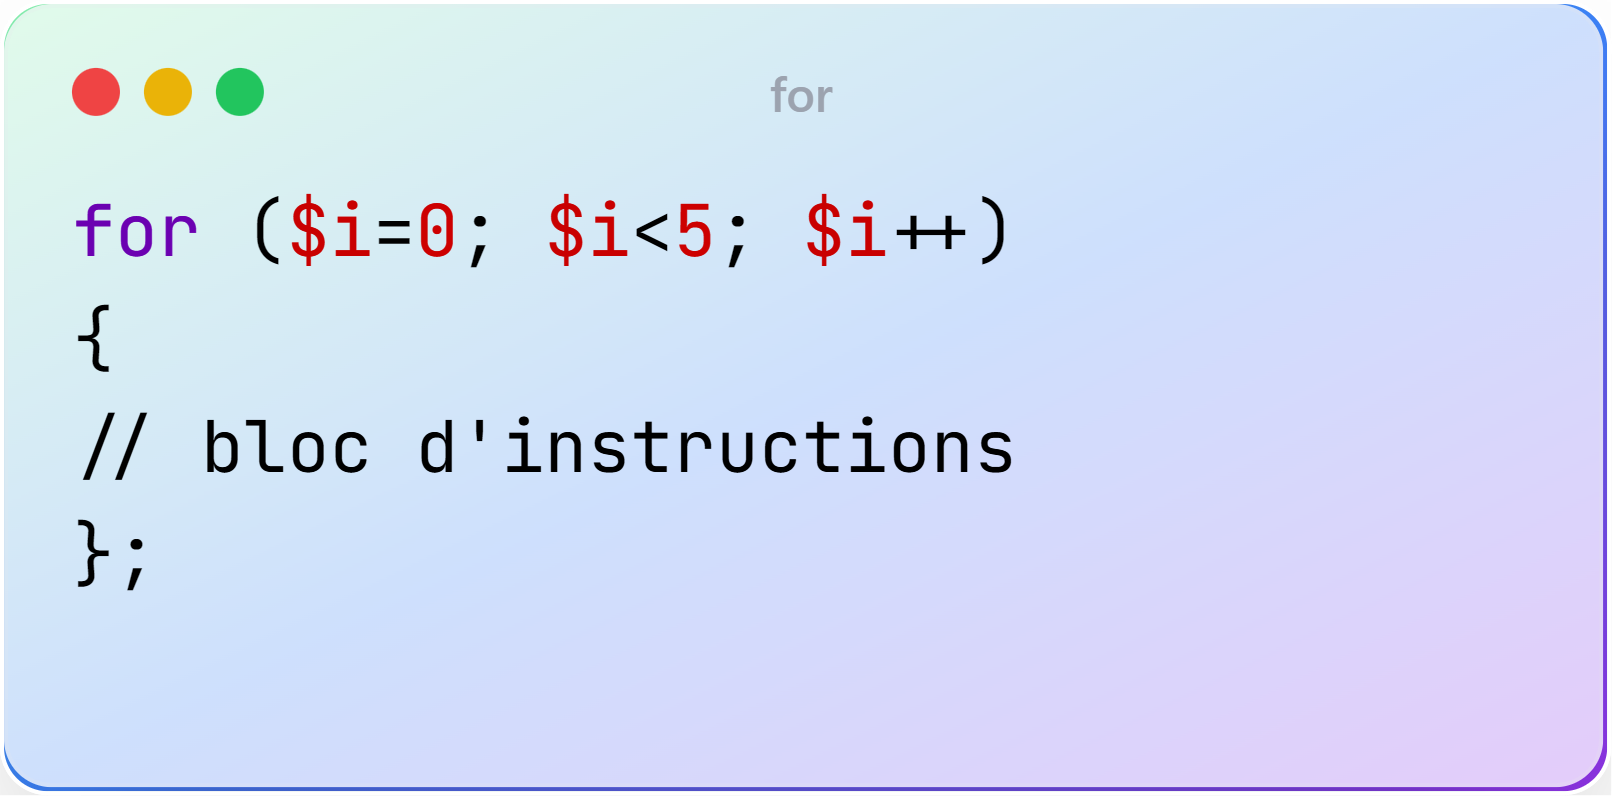 for
for ($i=0; $i<5; $i++)
{
// bloc d'instructions
};